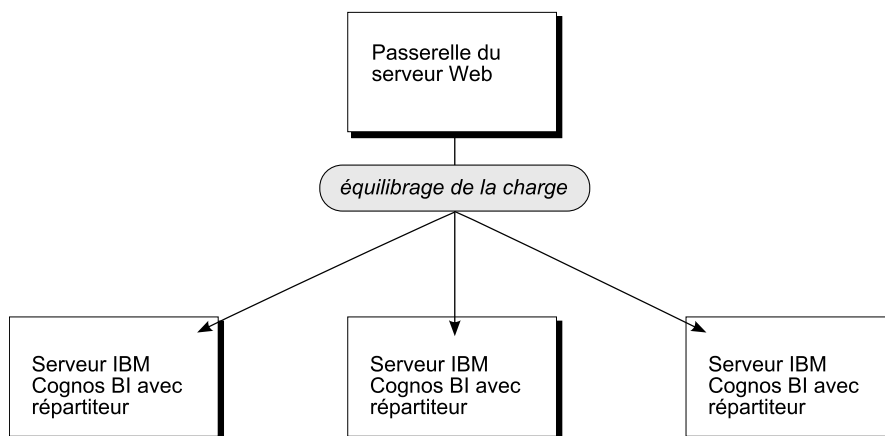 Passerelle du
serveur Web
équilibrage de la charge
Serveur IBM
Cognos BI avec
répartiteur
Serveur IBM
Cognos BI avec
répartiteur
Serveur IBM
Cognos BI avec
répartiteur